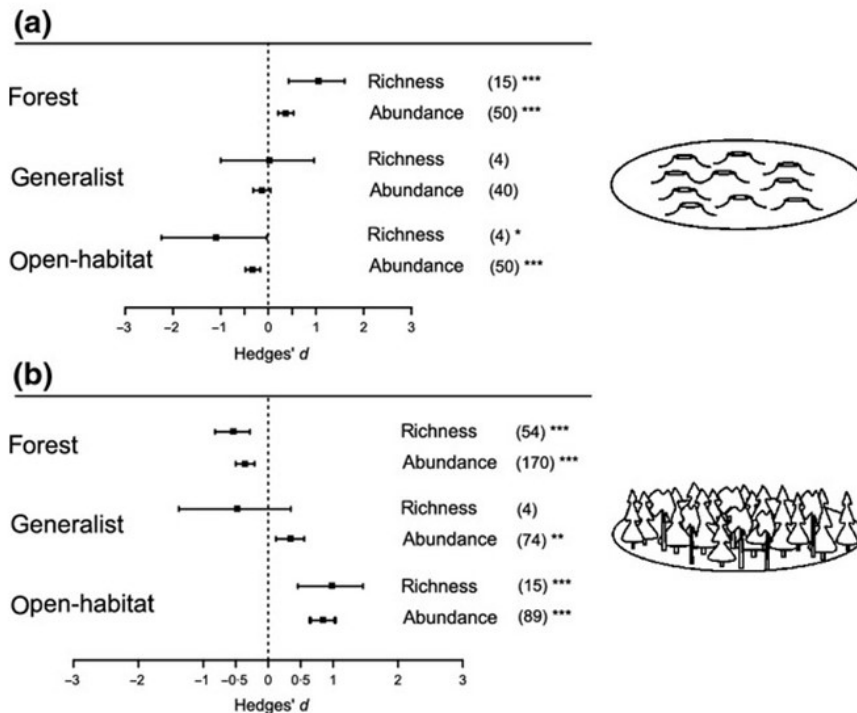 (a)
Forest
Richness (15) ***
Abundance (50) ***
Generalist
Richness (4)
Abundance (40)
Open-habitat
Richness (4) *
Abundance (50) ***
−3 −2 −1 0 1 2 3
Hedges' d
(b)
Forest
Richness (54) ***
Abundance (170) ***
Generalist
Richness (4)
Abundance (74) **
Open-habitat
Richness (15) ***
Abundance (89) ***
−3 −2 −1 −0·5 0 0·5 1 2 3
Hedges' d